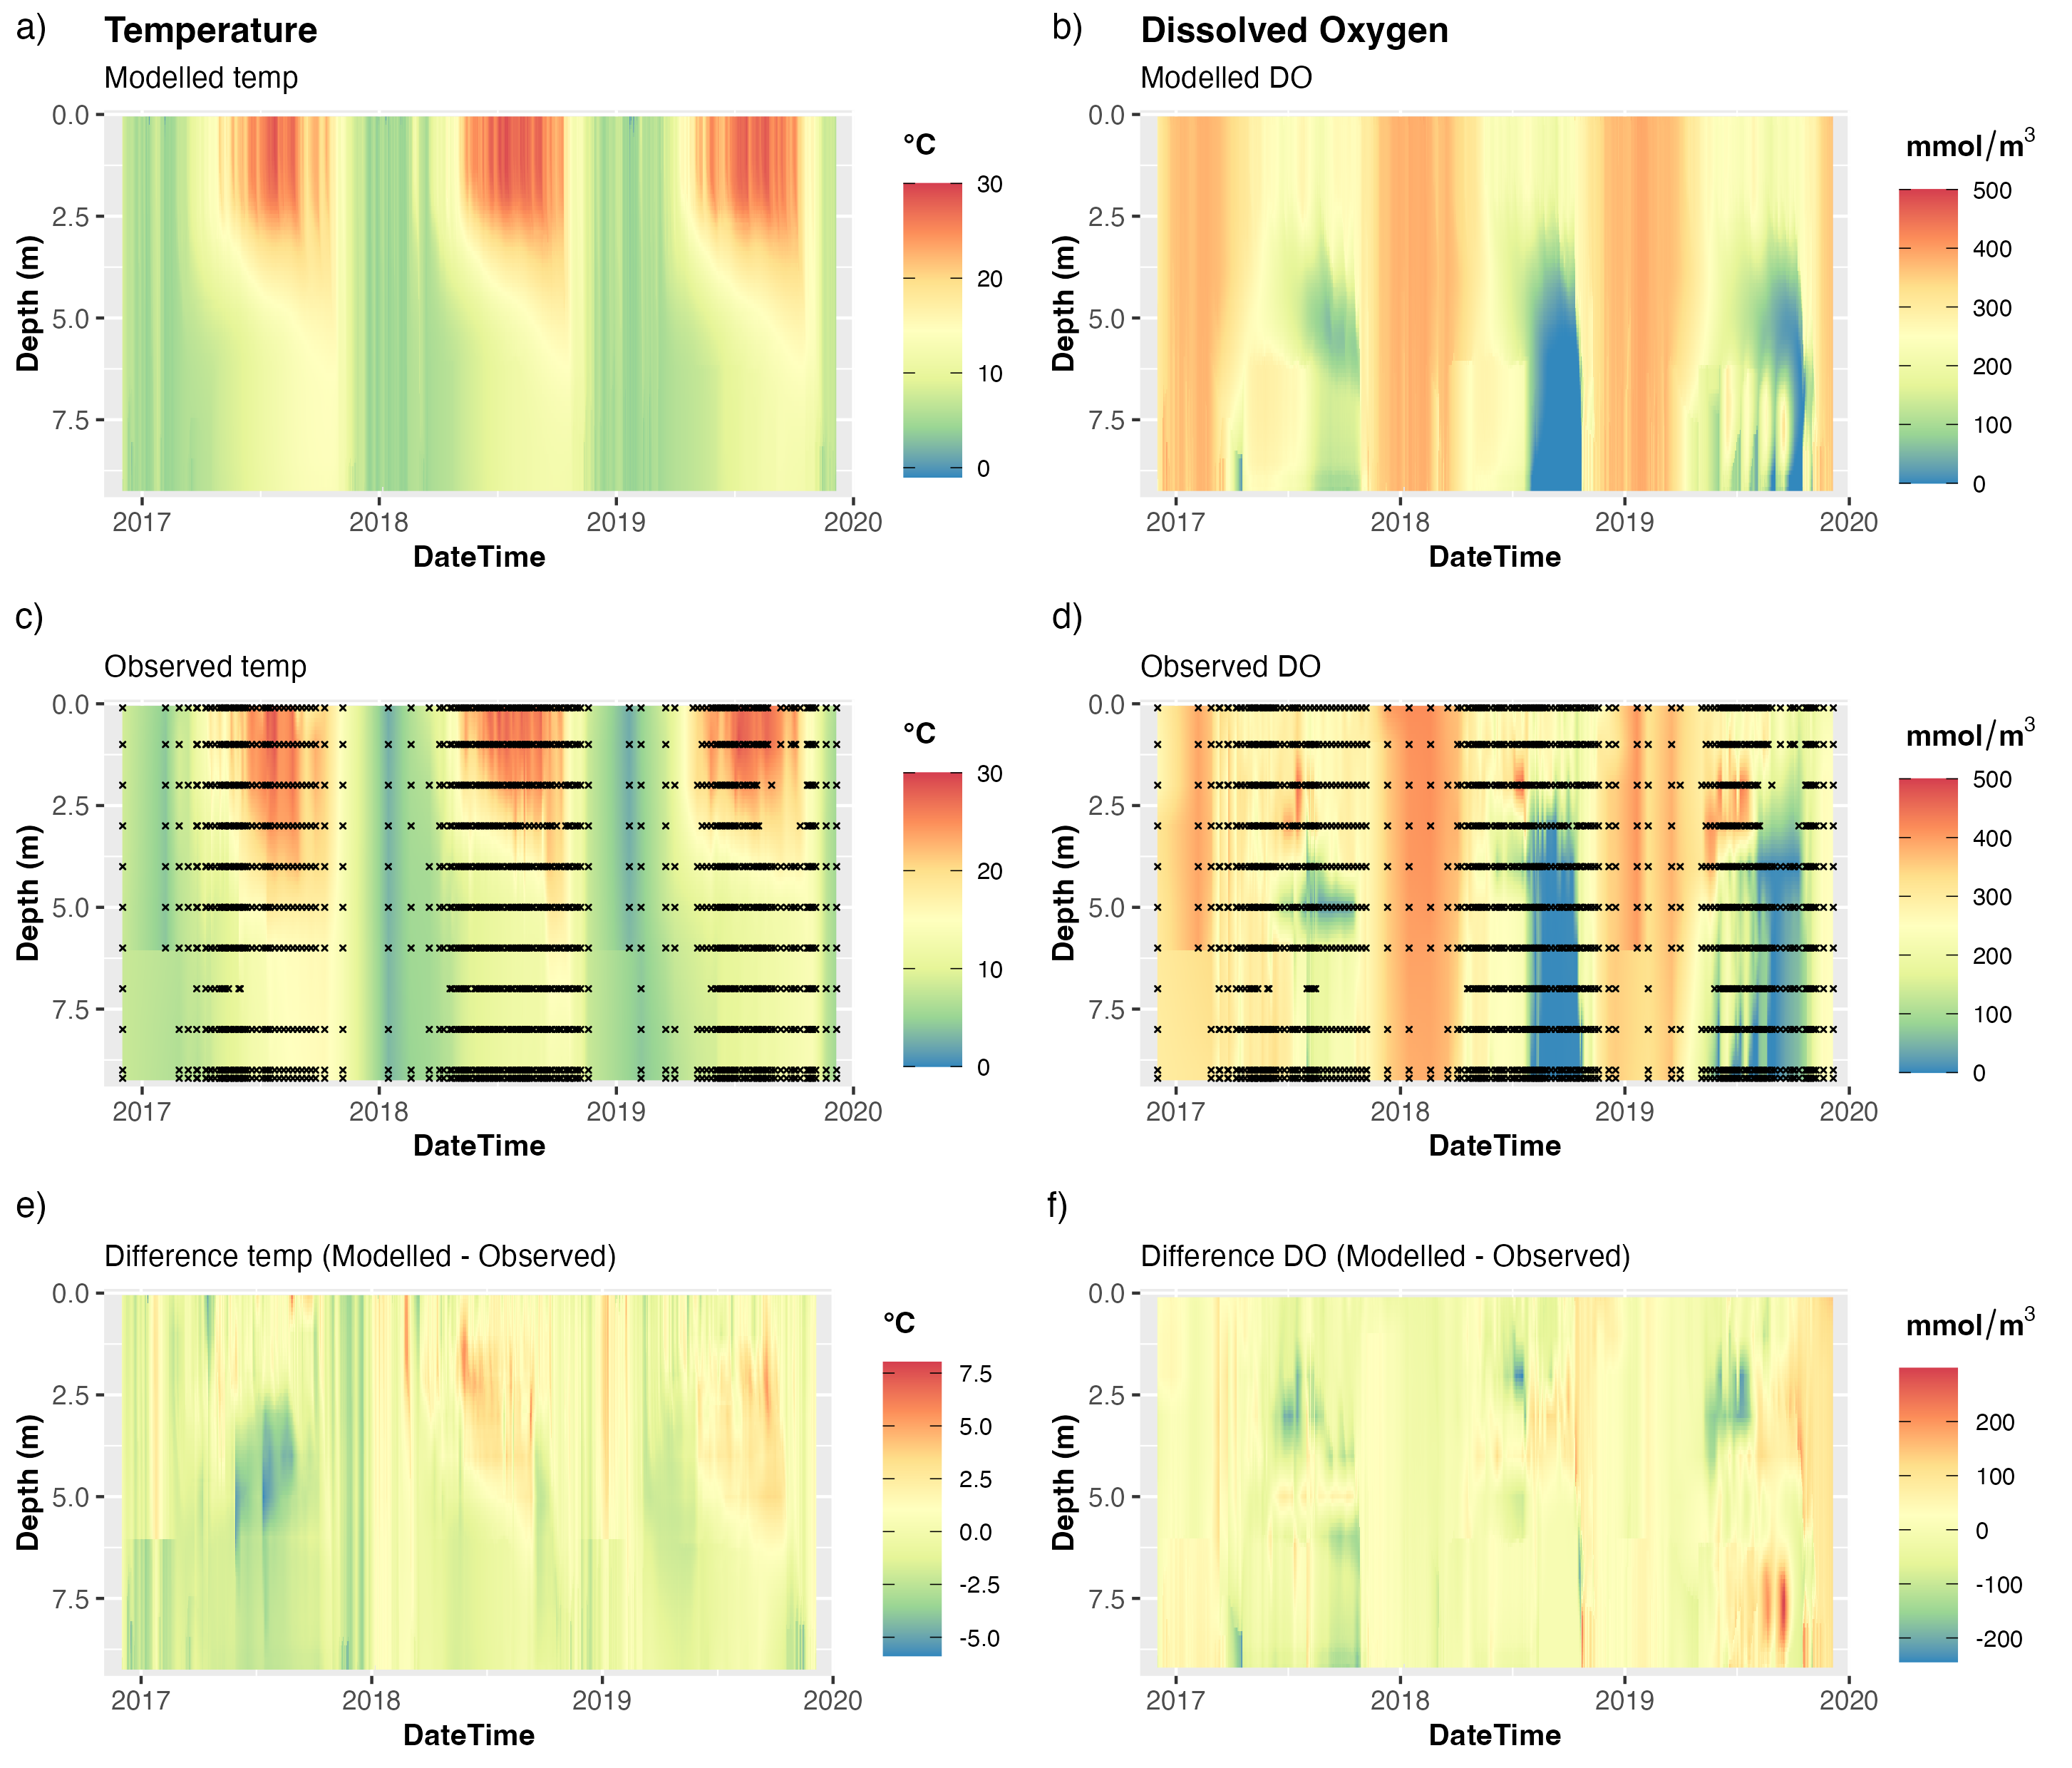 a) Temperature
Modelled temp
0.0
2.5
5.0
7.5
Depth (m)
2017 2018 2019 2020
DateTime
°C
30
20
10
0
b) Dissolved Oxygen
Modelled DO
0.0
2.5
5.0
7.5
Depth (m)
2017 2018 2019 2020
DateTime
mmol/m³
500
400
300
200
100
0
c)
Observed temp
0.0
2.5
5.0
7.5
Depth (m)
2017 2018 2019 2020
DateTime
°C
30
20
10
0
d)
Observed DO
0.0
2.5
5.0
7.5
Depth (m)
2017 2018 2019 2020
DateTime
mmol/m³
500
400
300
200
100
0
e)
Difference temp (Modelled - Observed)
0.0
2.5
5.0
7.5
Depth (m)
2017 2018 2019 2020
DateTime
°C
7.5
5.0
2.5
0.0
-2.5
-5.0
f)
Difference DO (Modelled - Observed)
0.0
2.5
5.0
7.5
Depth (m)
2017 2018 2019 2020
DateTime
mmol/m³
200
100
0
-100
-200